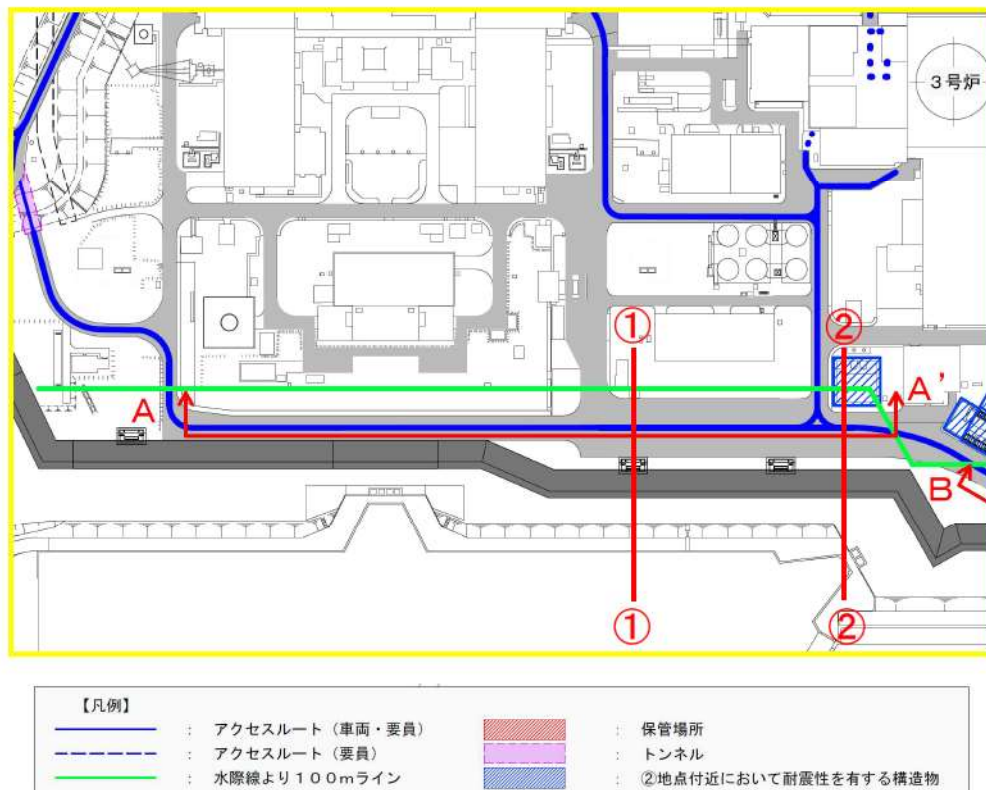 3号炉
① ②
A A'
B
① ②
【凡例】
: アクセスルート（車両・要員） : 保管場所
: アクセスルート（要員） : トンネル
: 水際線より１００ｍライン : ②地点付近において耐震性を有する構造物